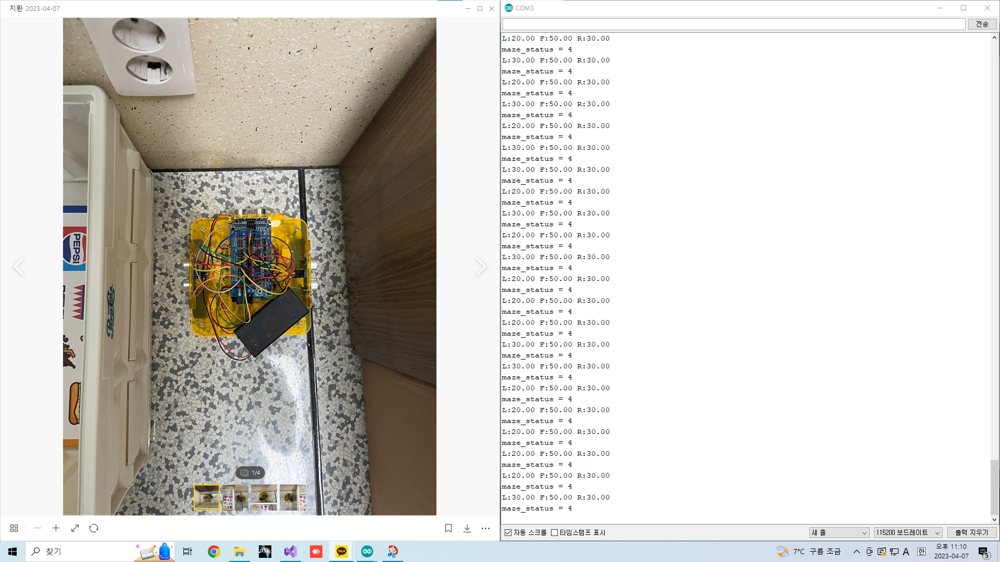 지환 2023-04-07
PEPSI
Pepsi
1/4
COM3
전송
L:20.00 F:50.00 R:30.00
maze_status = 4
L:30.00 F:50.00 R:30.00
maze_status = 4
L:20.00 F:50.00 R:30.00
maze_status = 4
L:30.00 F:50.00 R:30.00
maze_status = 4
L:20.00 F:50.00 R:30.00
maze_status = 4
L:30.00 F:50.00 R:30.00
maze_status = 4
L:30.00 F:50.00 R:30.00
maze_status = 4
L:20.00 F:50.00 R:30.00
maze_status = 4
L:30.00 F:50.00 R:30.00
maze_status = 4
L:20.00 F:50.00 R:30.00
maze_status = 4
L:30.00 F:50.00 R:30.00
maze_status = 4
L:20.00 F:50.00 R:30.00
maze_status = 4
L:30.00 F:50.00 R:30.00
maze_status = 4
L:20.00 F:50.00 R:30.00
maze_status = 4
L:30.00 F:50.00 R:30.00
maze_status = 4
L:30.00 F:50.00 R:30.00
maze_status = 4
L:20.00 F:50.00 R:30.00
maze_status = 4
L:20.00 F:50.00 R:30.00
maze_status = 4
L:20.00 F:50.00 R:30.00
maze_status = 4
L:20.00 F:50.00 R:30.00
maze_status = 4
L:20.00 F:50.00 R:30.00
maze_status = 4
L:30.00 F:50.00 R:30.00
maze_status = 4
자동 스크롤 타임스탬프 표시
새 줄
115200 보드레이트
출력 지우기
찾기
TALK
7°C 구름 조금
A
한
오후 11:10
2023-04-07
5